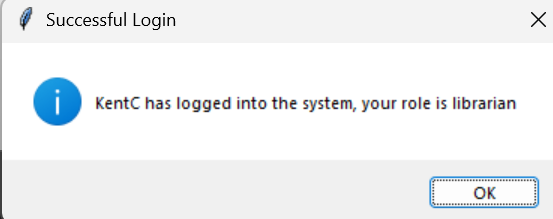 Successful Login
KentC has logged into the system, your role is librarian
OK